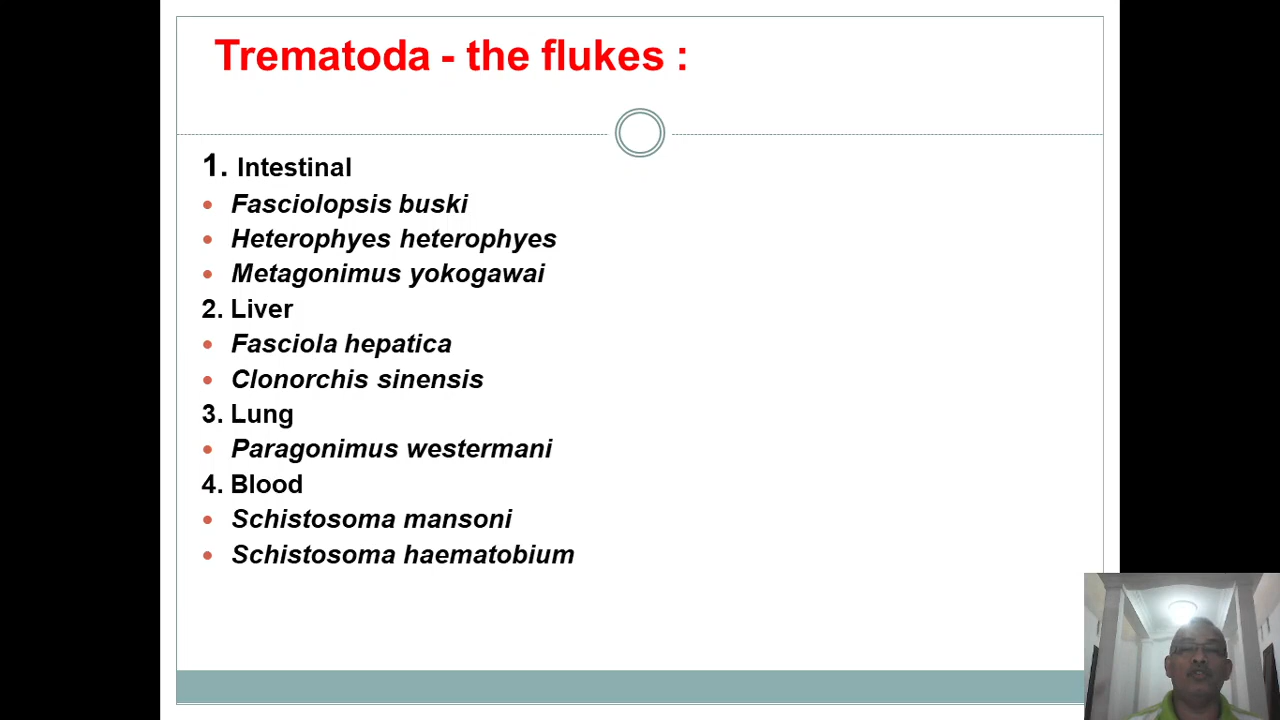 Trematoda - the flukes :
1. Intestinal
• Fasciolopsis buski
• Heterophyes heterophyes
• Metagonimus yokogawai
2. Liver
• Fasciola hepatica
• Clonorchis sinensis
3. Lung
• Paragonimus westermani
4. Blood
• Schistosoma mansoni
• Schistosoma haematobium